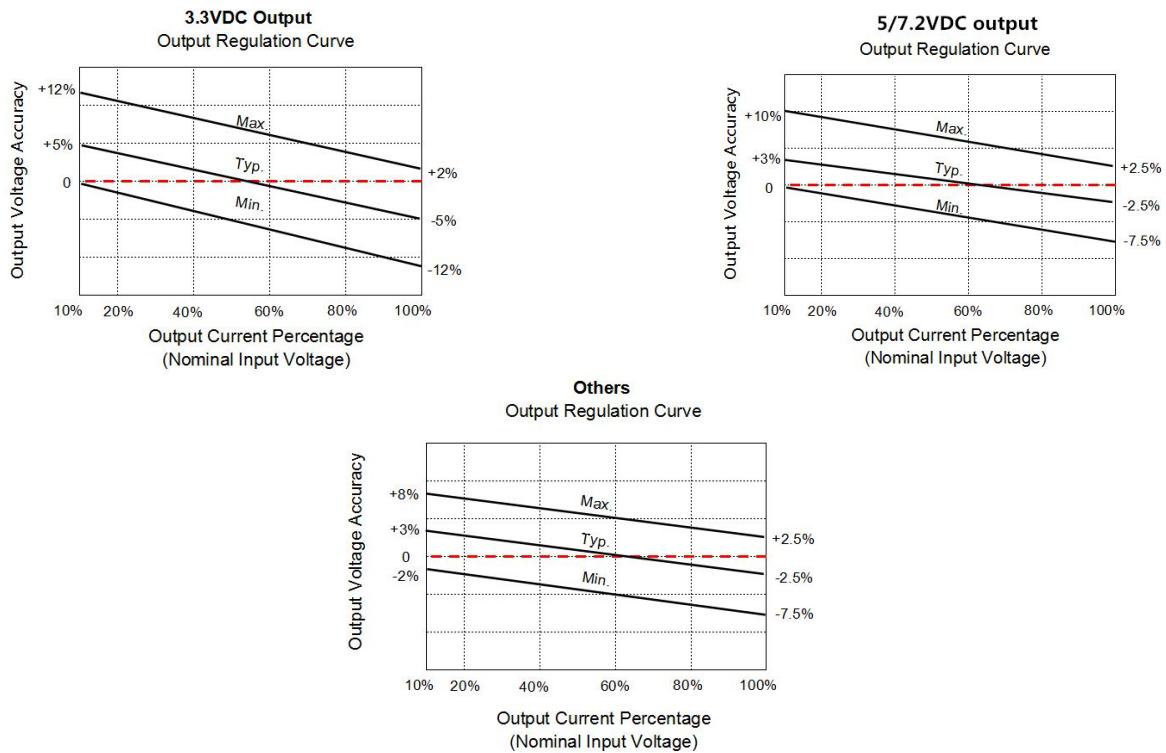 3.3VDC Output
Output Regulation Curve
Output Voltage Accuracy
+12%
+5%
0
Max.
Typ.
Min.
+2%
-5%
-12%
10% 20% 40% 60% 80% 100%
Output Current Percentage
(Nominal Input Voltage)
5/7.2VDC output
Output Regulation Curve
Output Voltage Accuracy
+10%
+3%
0
Max.
Typ.
Min.
+2.5%
-2.5%
-7.5%
10% 20% 40% 60% 80% 100%
Output Current Percentage
(Nominal Input Voltage)
Others
Output Regulation Curve
Output Voltage Accuracy
+8%
+3%
0
-2%
Max.
Typ.
Min.
+2.5%
-2.5%
-7.5%
10% 20% 40% 60% 80% 100%
Output Current Percentage
(Nominal Input Voltage)